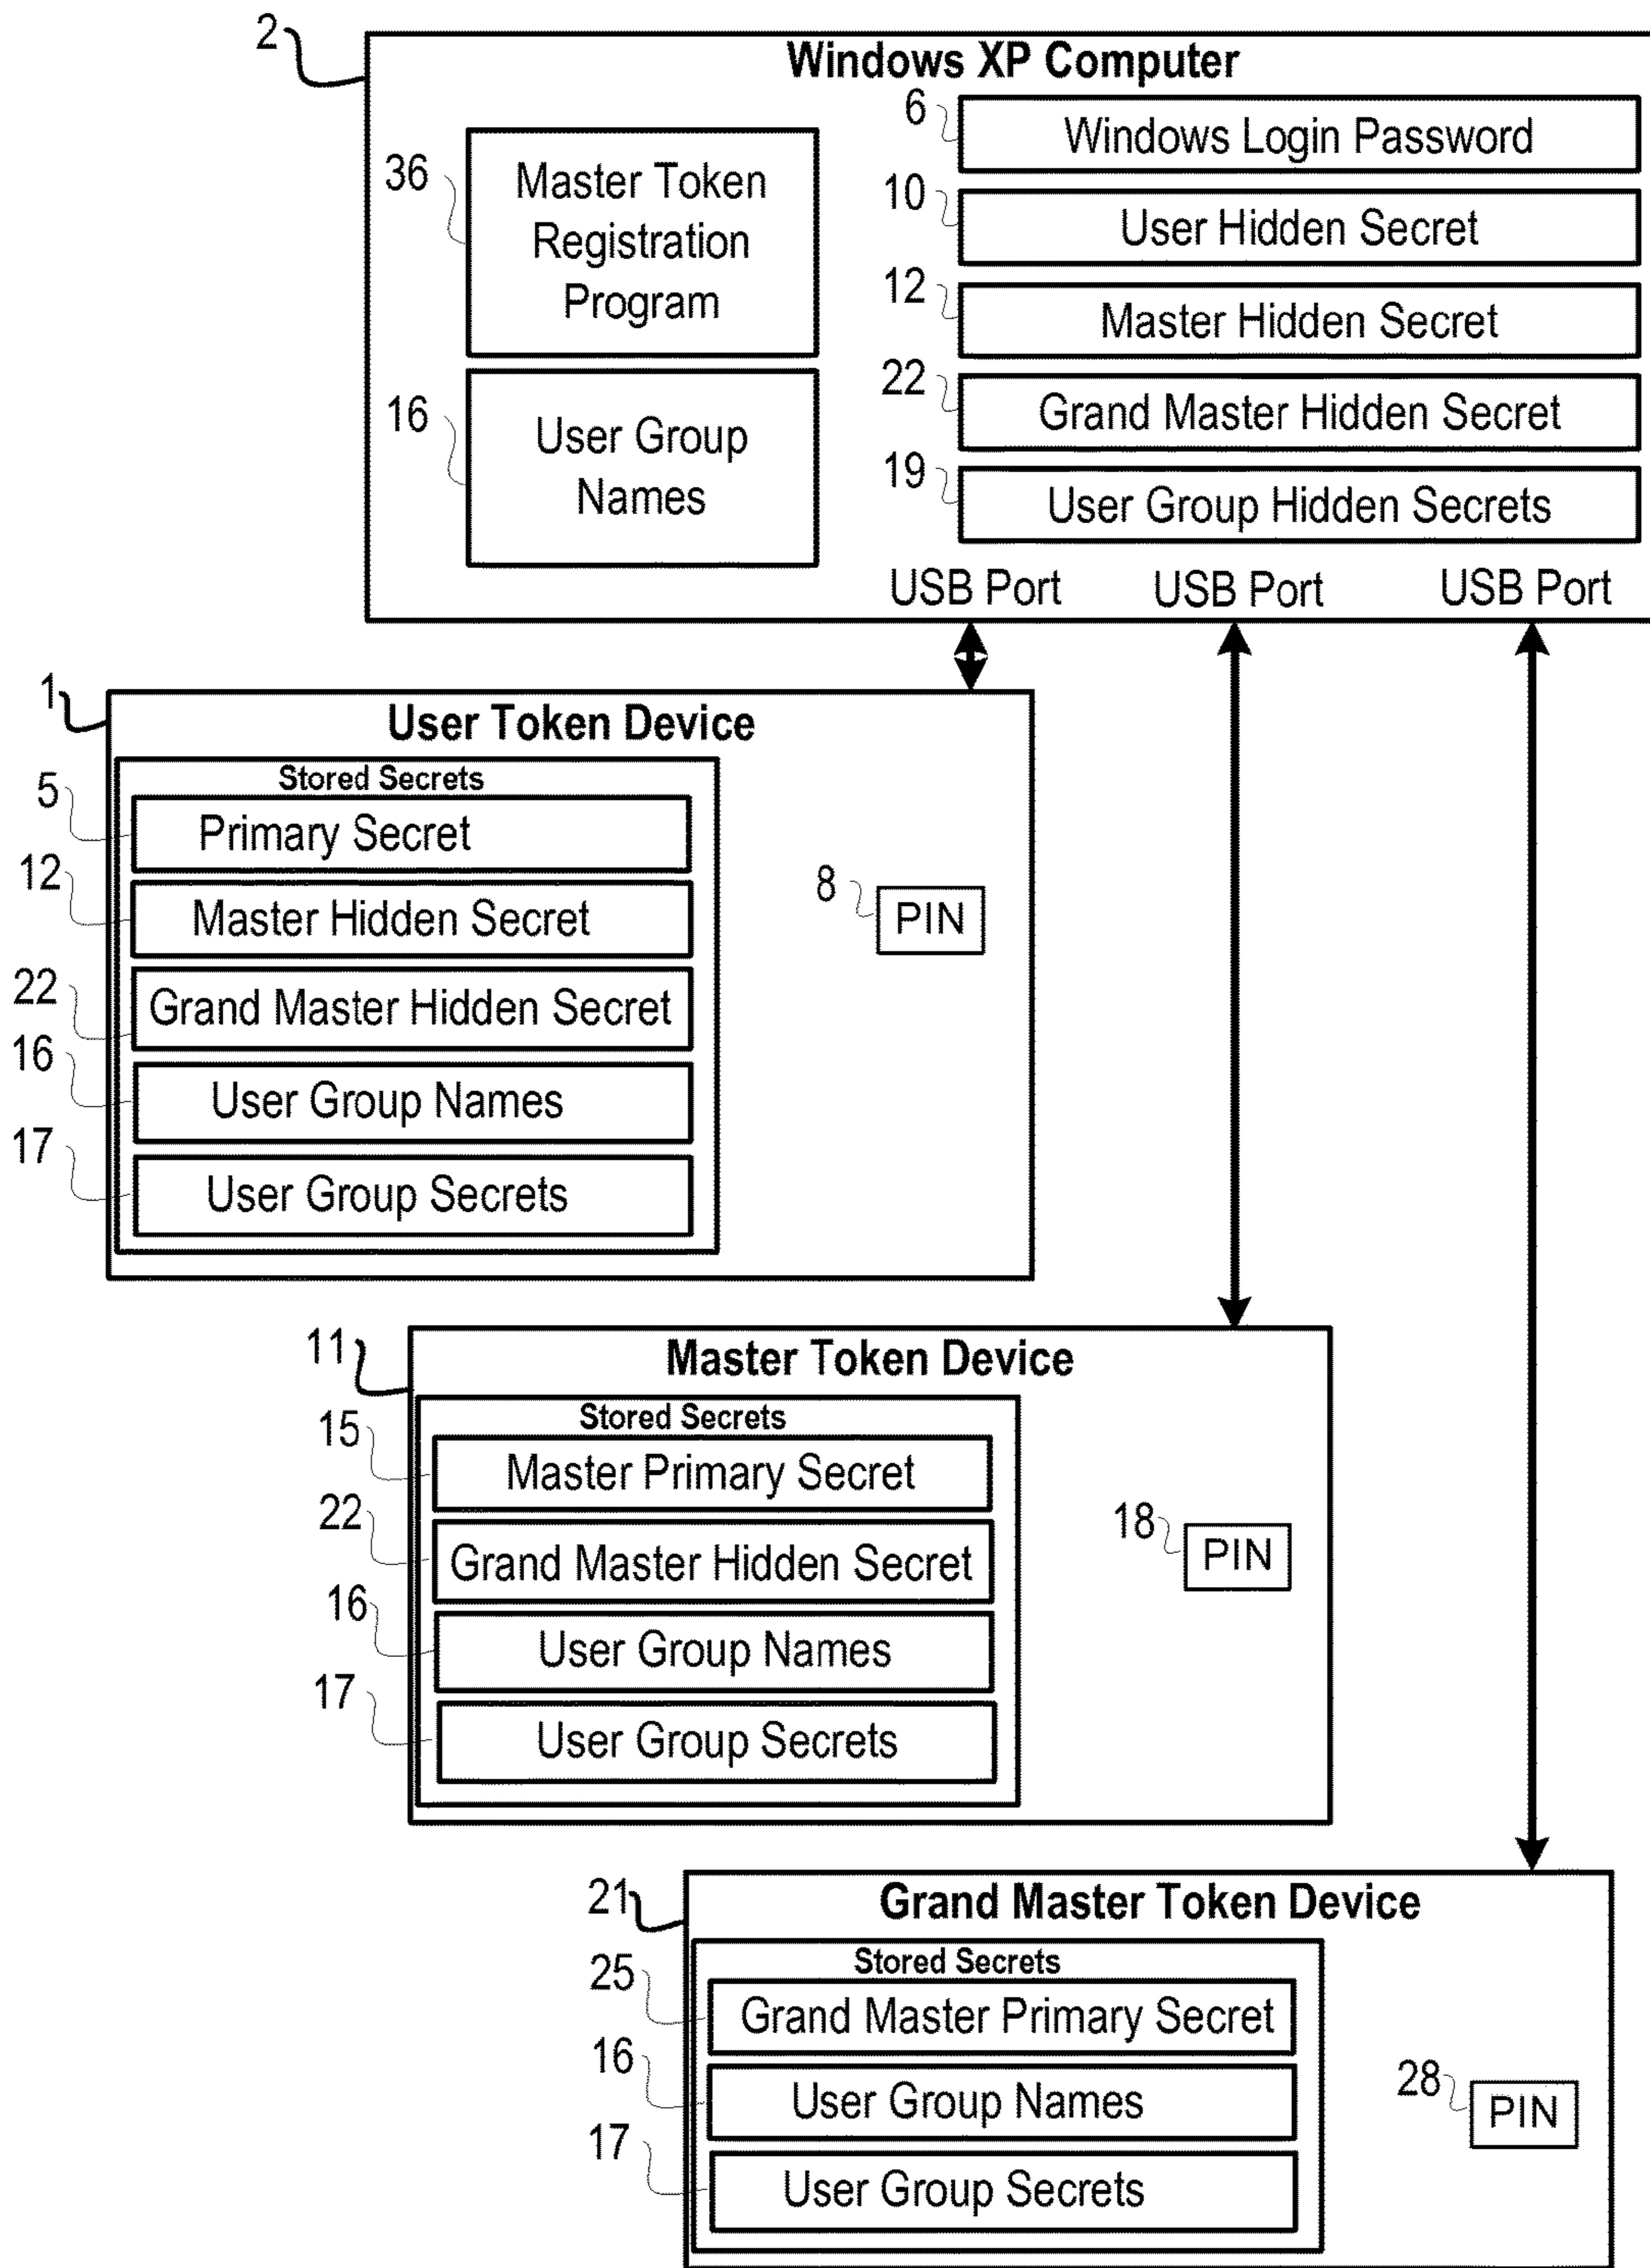 2
Windows XP Computer
36
Master Token
Registration
Program
16
User Group
Names
6
Windows Login Password
10
User Hidden Secret
12
Master Hidden Secret
22
Grand Master Hidden Secret
19
User Group Hidden Secrets
USB Port USB Port USB Port
1
User Token Device
Stored Secrets
5
Primary Secret
12
Master Hidden Secret
22
Grand Master Hidden Secret
16
User Group Names
17
User Group Secrets
8
PIN
11
Master Token Device
Stored Secrets
15
Master Primary Secret
22
Grand Master Hidden Secret
16
User Group Names
17
User Group Secrets
18
PIN
21
Grand Master Token Device
Stored Secrets
25
Grand Master Primary Secret
16
User Group Names
17
User Group Secrets
28
PIN